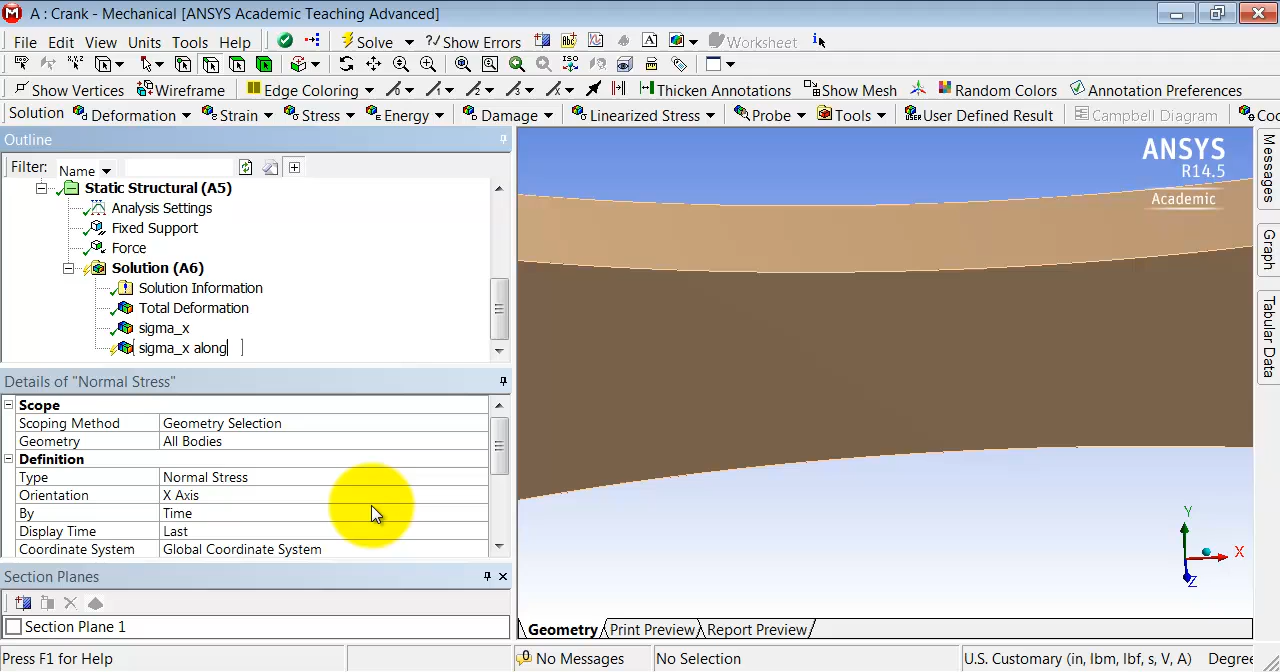 A : Crank - Mechanical [ANSYS Academic Teaching Advanced]
File Edit View Units Tools Help Solve Show Errors Worksheet
Show Vertices Wireframe Edge Coloring Thicken Annotations Show Mesh Random Colors Annotation Preferences
Solution Deformation Strain Stress Energy Damage Linearized Stress Probe Tools User Defined Result Campbell Diagram Coo
Outline
Filter: Name
Static Structural (A5)
Analysis Settings
Fixed Support
Force
Solution (A6)
Solution Information
Total Deformation
sigma_x
sigma_x along
Details of "Normal Stress"
Scope
Scoping Method Geometry Selection
Geometry All Bodies
Definition
Type Normal Stress
Orientation X Axis
By Time
Display Time Last
Coordinate System Global Coordinate System
Section Planes
Section Plane 1
ANSYS
R14.5
Academic
Y
X
Z
Geometry Print Preview Report Preview
Messages
Graph
Tabular Data
Press F1 for Help 0 No Messages No Selection U.S. Customary (in, lbm, lbf, s, V, A) Degree